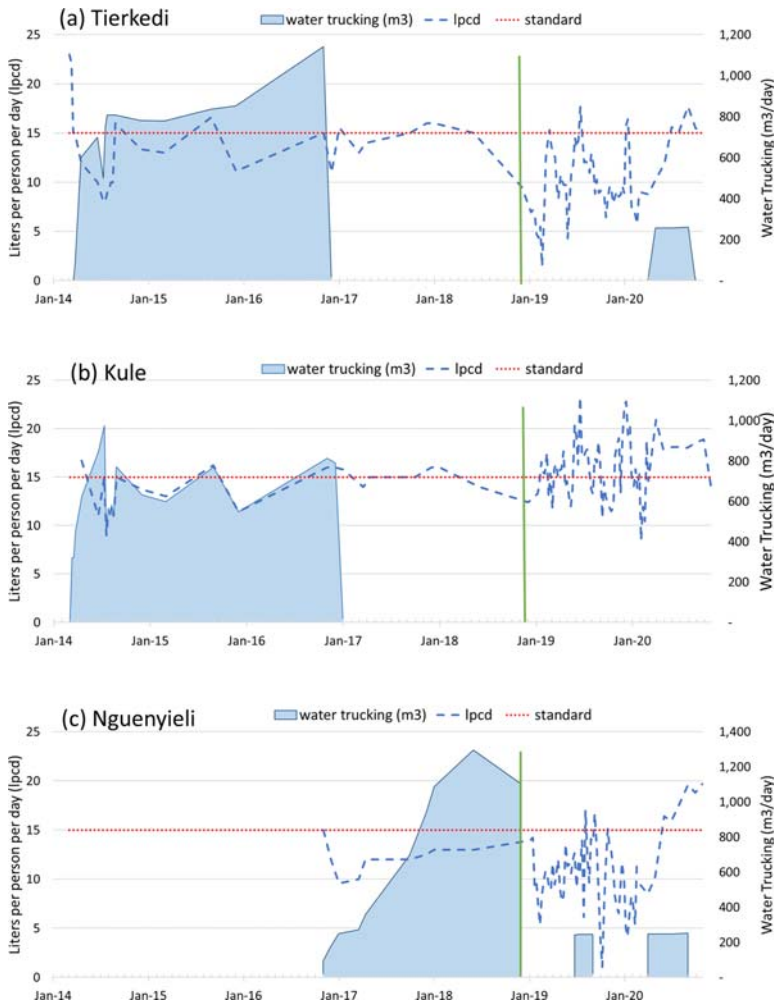 (a) Tierkedi
water trucking (m3) lpcd standard
Liters per person per day (lpcd)
25
20
15
10
5
0
1,200
1,000
800
600
400
200
-
Water Trucking (m3/day)
Jan-14 Jan-15 Jan-16 Jan-17 Jan-18 Jan-19 Jan-20
(b) Kule
water trucking (m3) lpcd standard
Liters per person per day (lpcd)
25
20
15
10
5
0
1,200
1,000
800
600
400
200
-
Water Trucking (m3/day)
Jan-14 Jan-15 Jan-16 Jan-17 Jan-18 Jan-19 Jan-20
(c) Nguenyieli
water trucking (m3) lpcd standard
Liters per person per day (lpcd)
25
20
15
10
5
0
1,400
1,200
1,000
800
600
400
200
-
Water Trucking (m3/day)
Jan-14 Jan-15 Jan-16 Jan-17 Jan-18 Jan-19 Jan-20